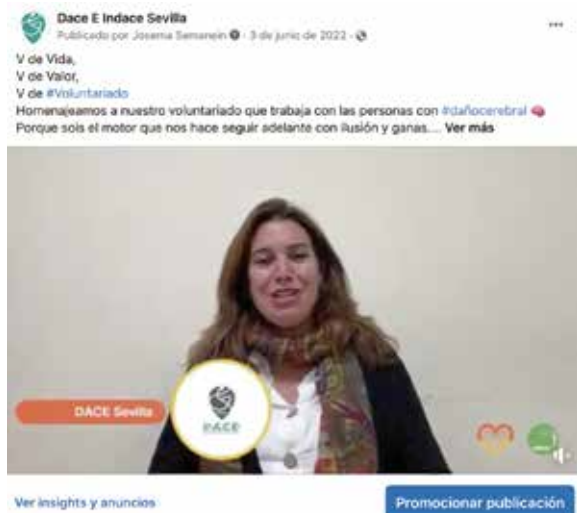 Dace E Indace Sevilla
Publicado por Josema Semanein · 3 de junio de 2022 ·
V de Vida,
V de Valor,
V de #Voluntariado
Homenajeamos a nuestro voluntariado que trabaja con las personas con #dañocerebral
Porque sois el motor que nos hace seguir adelante con ilusión y ganas.... Ver más
DACE Sevilla
Ver insights y anuncios
Promocionar publicación